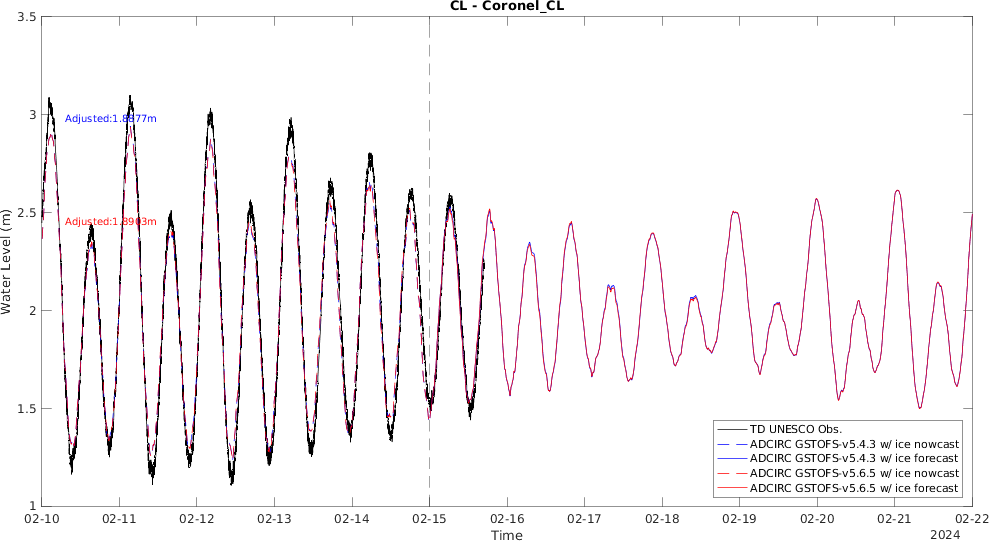 CL - Coronel_CL
3.5
3
2.5
2
1.5
1
Water Level (m)
Adjusted:1.8877m
Adjusted:1.8903m
TD UNESCO Obs.
ADCIRC GSTOFS-v5.4.3 w/ ice nowcast
ADCIRC GSTOFS-v5.4.3 w/ ice forecast
ADCIRC GSTOFS-v5.6.5 w/ ice nowcast
ADCIRC GSTOFS-v5.6.5 w/ ice forecast
02-10 02-11 02-12 02-13 02-14 02-15 02-16 02-17 02-18 02-19 02-20 02-21 02-22
Time
2024